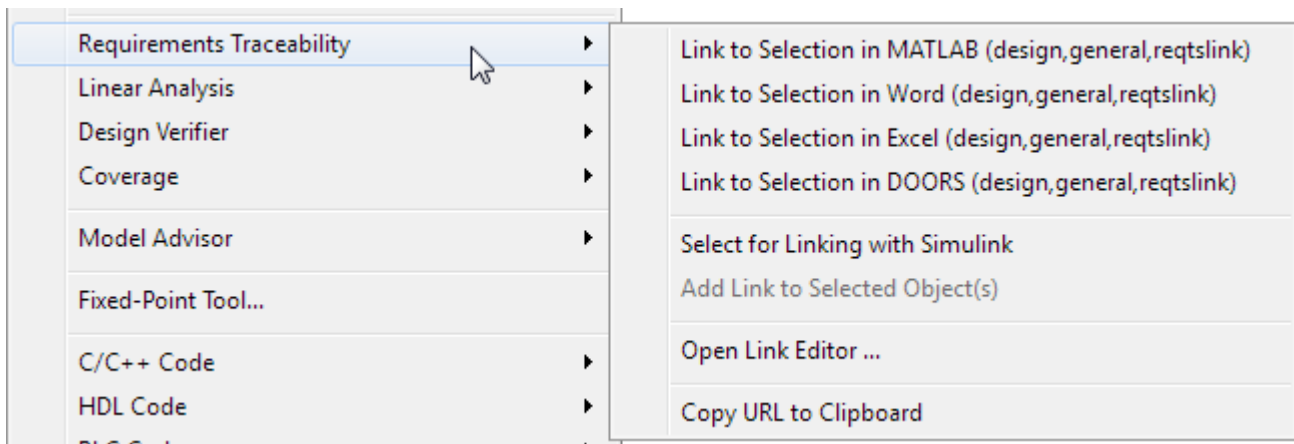 Requirements Traceability
Linear Analysis
Design Verifier
Coverage
Model Advisor
Fixed-Point Tool...
C/C++ Code
HDL Code
Link to Selection in MATLAB (design,general,reqtslink)
Link to Selection in Word (design,general,reqtslink)
Link to Selection in Excel (design,general,reqtslink)
Link to Selection in DOORS (design,general,reqtslink)
Select for Linking with Simulink
Add Link to Selected Object(s)
Open Link Editor ...
Copy URL to Clipboard